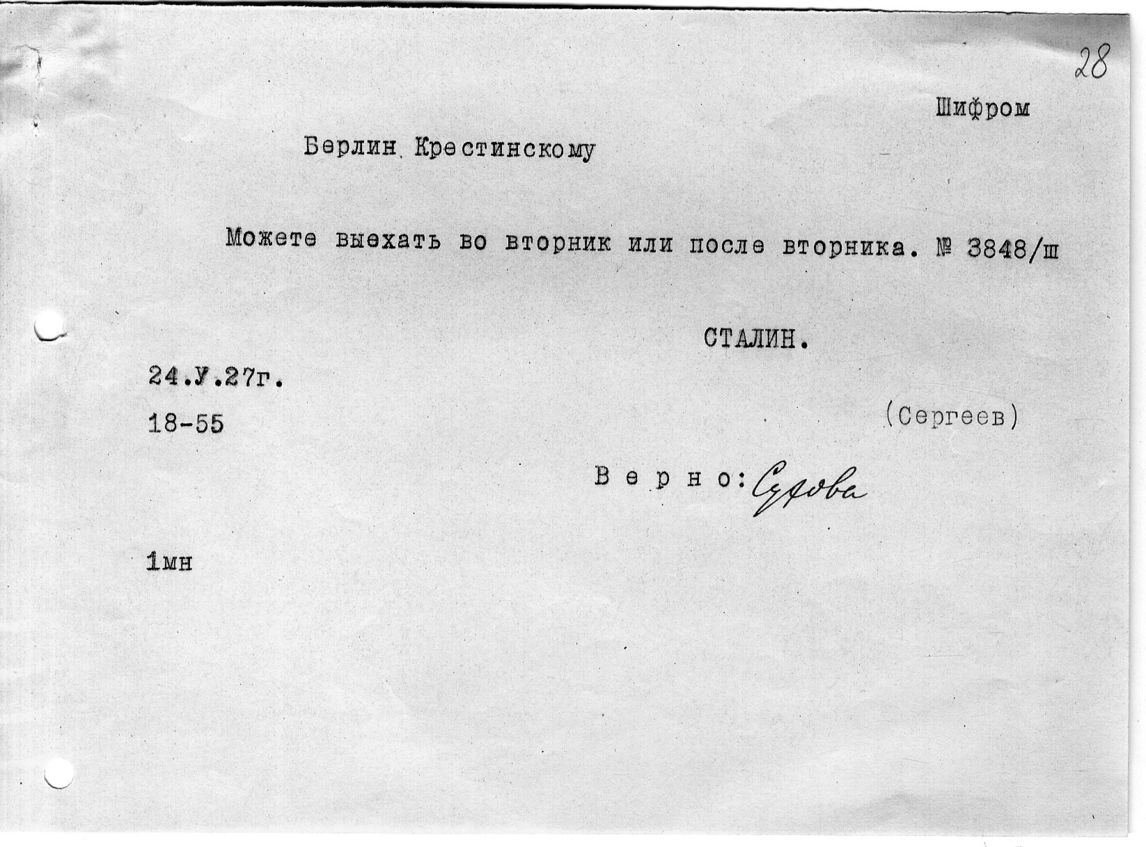 28
Шифром
Берлин Крестинскому
Можете выехать во вторник или после вторника. № 3848/ш
СТАЛИН.
24.У.27г.
18-55
(Сергеев)
Верно: Сухова
1мн